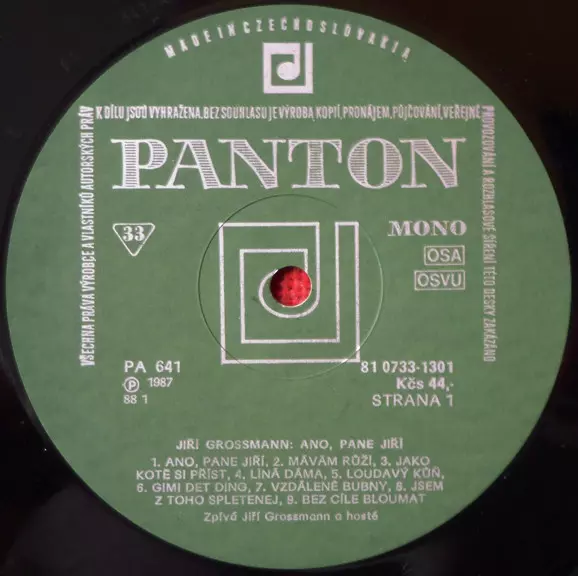 MADE IN CZECHOSLOVAKIA
VŠECHNA PRÁVA VÝROBCE A VLASTNÍKŮ AUTORSKÝCH PRÁV
K DÍLU JSOU VYHRAŽENA. BEZ SOUHLASU JE VÝROBA KOPIÍ, PRONÁJEM, PŮJČOVÁNÍ, VEŘEJNÉ
PROVOZOVÁNÍ A ROZHLASOVÉ ŠÍŘENÍ TÉTO DESKY ZAKÁZÁNO
PANTON
33
MONO
OSA
OSVU
PA 641
81 0733-1301
Ⓟ 1987
Kčs 44,-
88 1
STRANA 1
JIŘÍ GROSSMANN: ANO, PANE JIŘÍ
1. ANO, PANE JIŘÍ, 2. MÁVÁM RŮŽÍ, 3. JAKO
KOTĚ SI PŘÍST, 4. LÍNÁ DÁMA, 5. LOUDAVÝ KŮŇ,
6. GIMI DET DING, 7. VZDÁLENÉ BUBNY, 8. JSEM
Z TOHO SPLETENEJ, 9. BEZ CÍLE BLOUMAT
Zpívá Jiří Grossmann a hosté